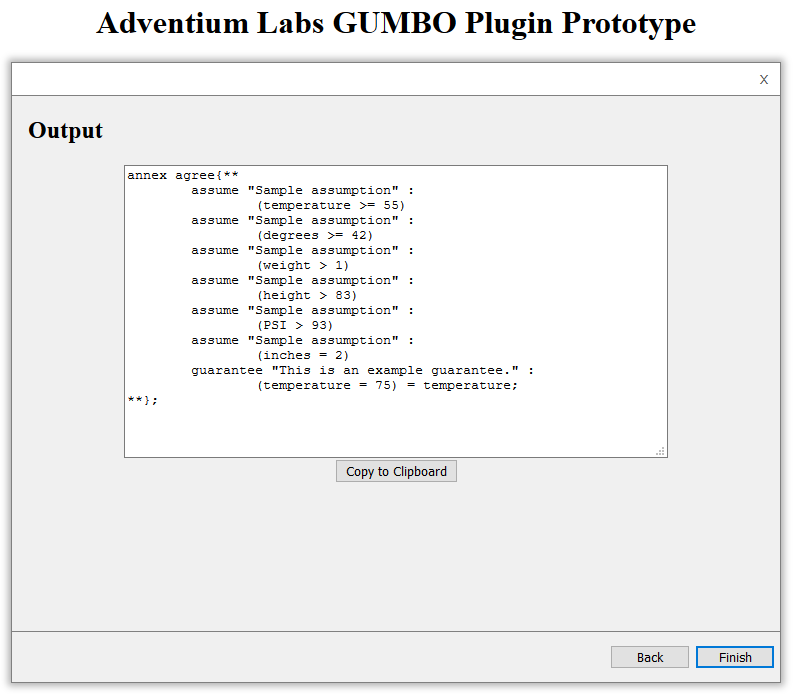 Adventium Labs GUMBO Plugin Prototype
X
Output
annex agree{**
assume "Sample assumption" :
(temperature >= 55)
assume "Sample assumption" :
(degrees >= 42)
assume "Sample assumption" :
(weight > 1)
assume "Sample assumption" :
(height > 83)
assume "Sample assumption" :
(PSI > 93)
assume "Sample assumption" :
(inches = 2)
guarantee "This is an example guarantee." :
(temperature = 75) = temperature;
**};
Copy to Clipboard
Back Finish